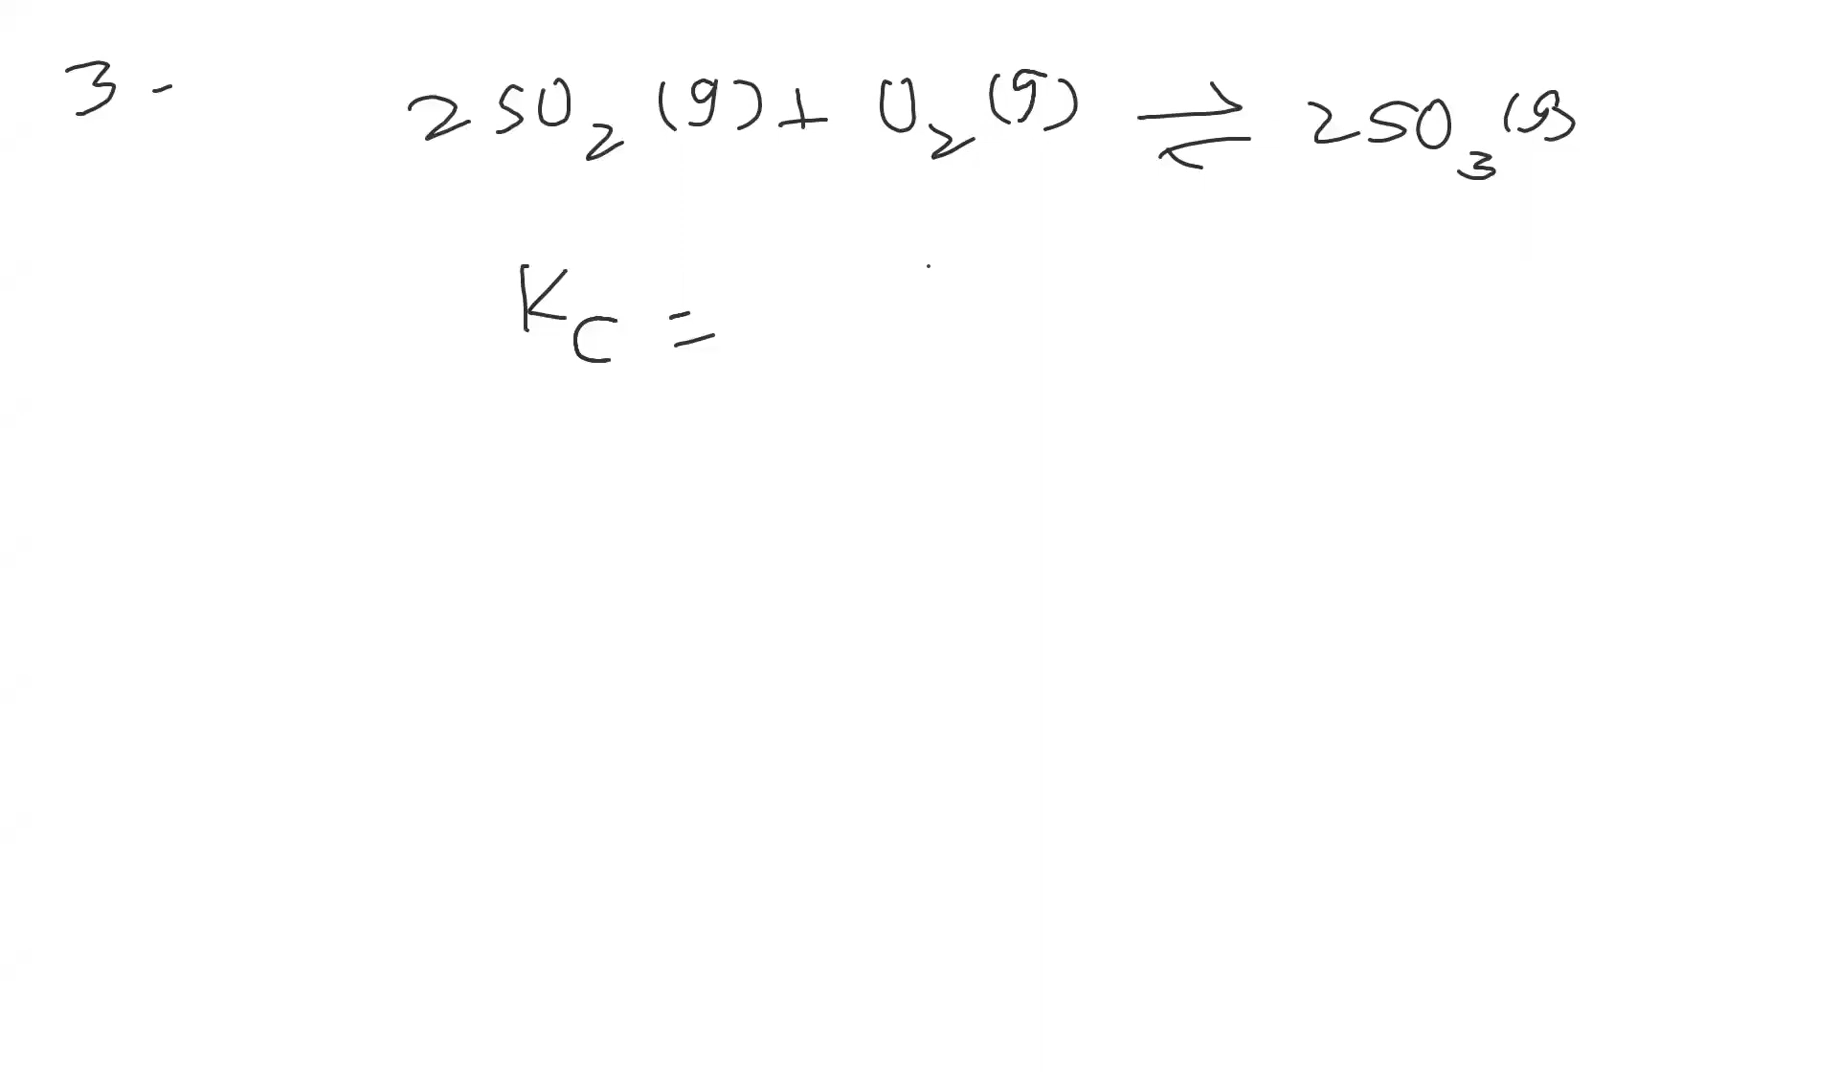 3 - 2SO₂ (g) + O₂ (g) ⇌ 2SO₃ (g)
Kc =